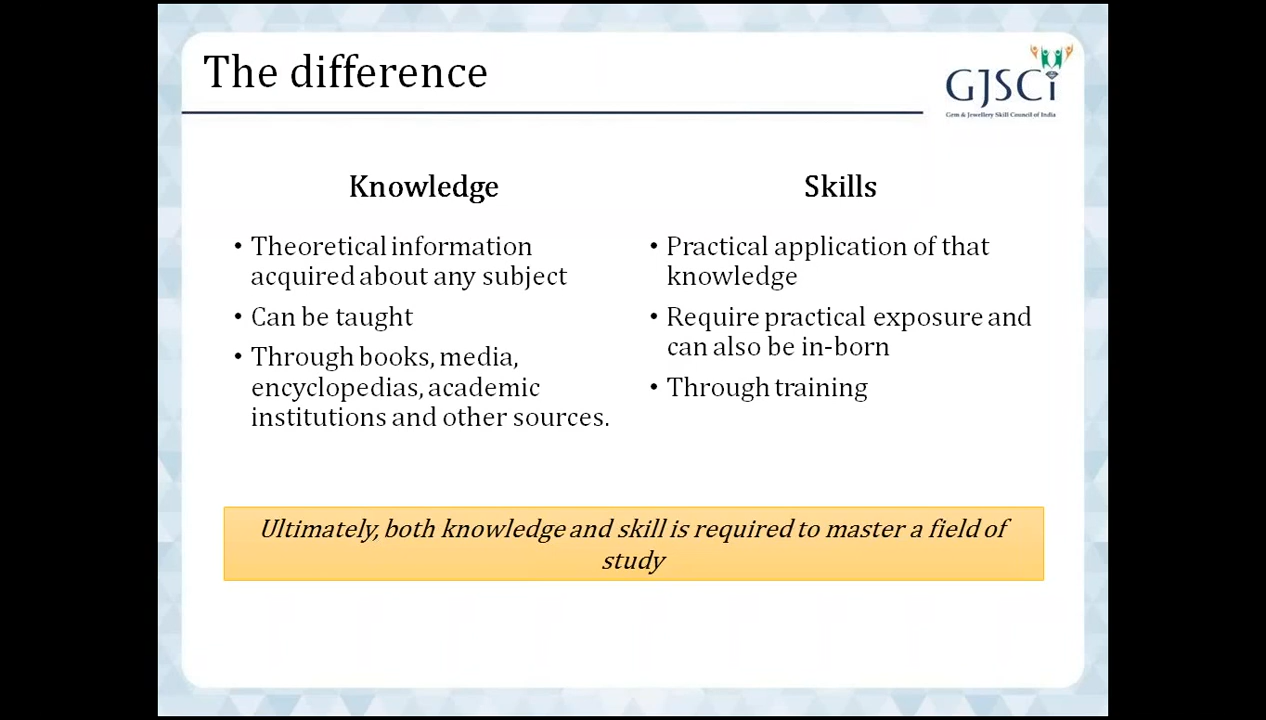 The difference
GJSCi
Gem & Jewellery Skill Council of India
Knowledge
• Theoretical information
acquired about any subject
• Can be taught
• Through books, media,
encyclopedias, academic
institutions and other sources.
Skills
• Practical application of that
knowledge
• Require practical exposure and
can also be in-born
• Through training
Ultimately, both knowledge and skill is required to master a field of
study